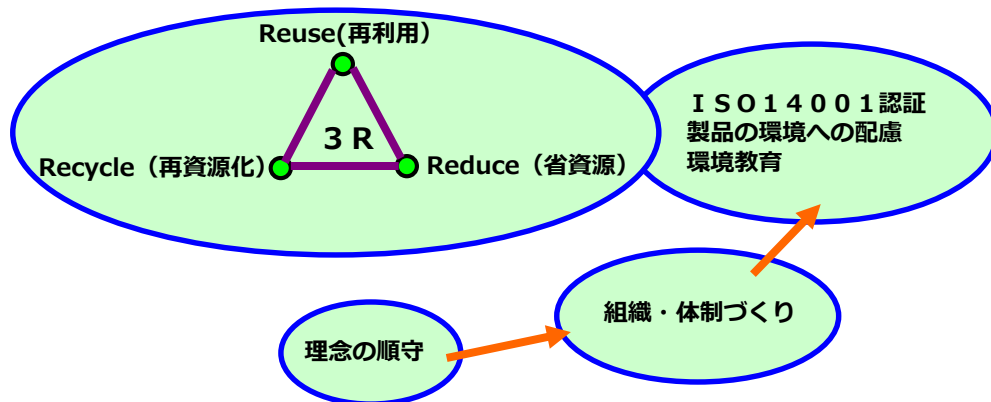 Reuse(再利用）
３Ｒ
Recycle（再資源化）
Reduce（省資源）
ＩＳＯ１４００１認証
製品の環境への配慮
環境教育
組織・体制づくり
理念の順守